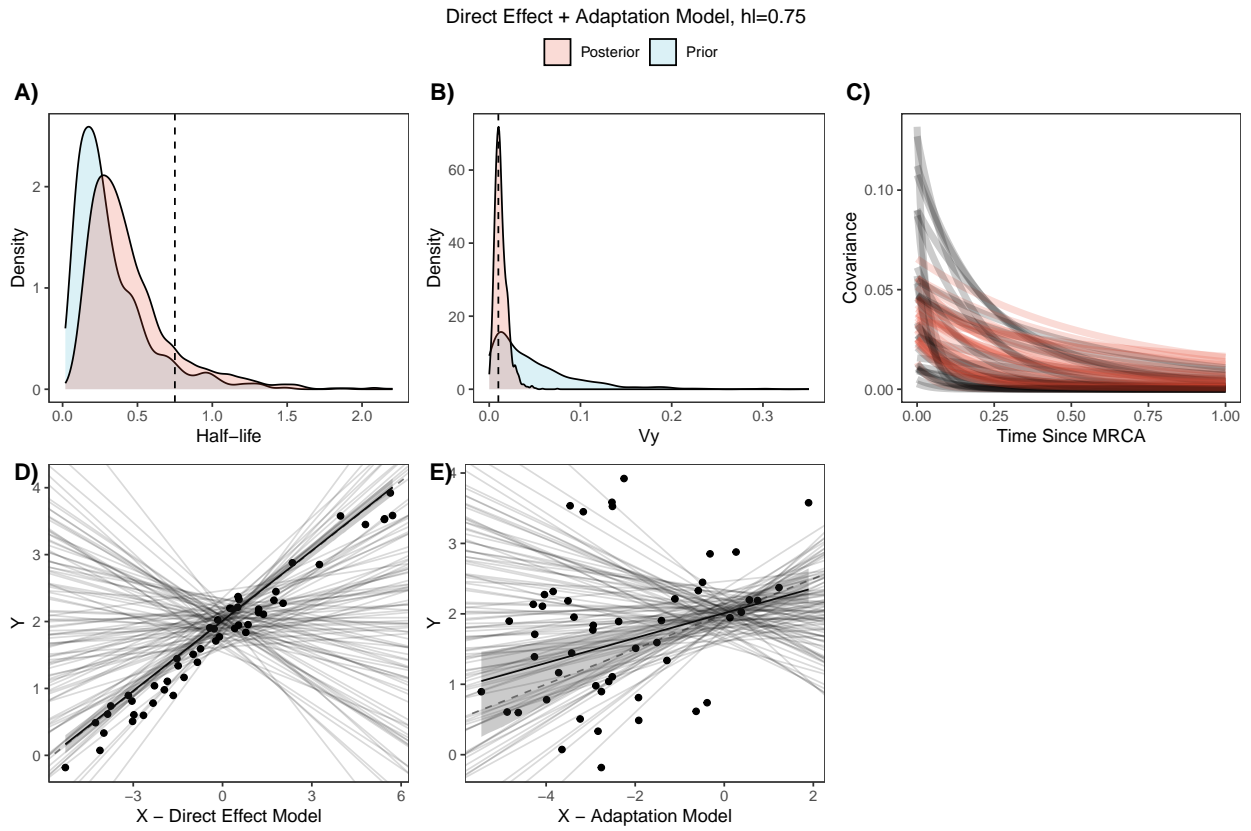 Direct Effect + Adaptation Model, hl=0.75
Posterior Prior
A)
Density
0
1
2
0.0 0.5 1.0 1.5 2.0
Half−life
B)
Density
0
20
40
60
0.0 0.1 0.2 0.3
Vy
C)
Covariance
0.00
0.05
0.10
0.00 0.25 0.50 0.75 1.00
Time Since MRCA
D)
Y
0
1
2
3
4
−3 0 3 6
X − Direct Effect Model
E)
Y
0
1
2
3
4
−4 −2 0 2
X − Adaptation Model